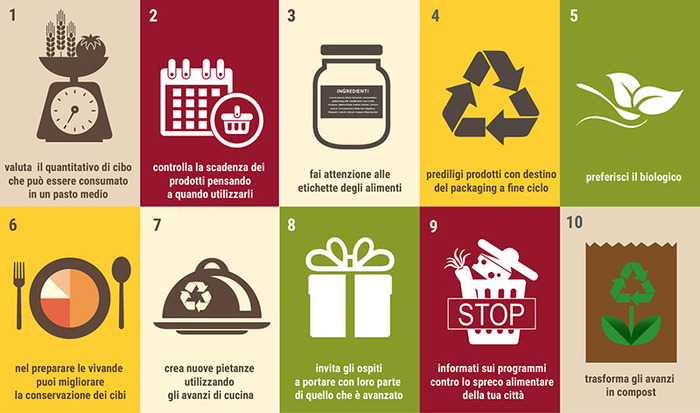 1
valuta il quantitativo di cibo
che può essere consumato
in un pasto medio
2
controlla la scadenza dei
prodotti pensando
a quando utilizzarli
3
INGREDIENTI
fai attenzione alle
etichette degli alimenti
4
prediligi prodotti con destino
del packaging a fine ciclo
5
preferisci il biologico
6
nel preparare le vivande
puoi migliorare
la conservazione dei cibi
7
crea nuove pietanze
utilizzando
gli avanzi di cucina
8
invita gli ospiti
a portare con loro parte
di quello che è avanzato
9
STOP
informati sui programmi
contro lo spreco alimentare
della tua città
10
trasforma gli avanzi
in compost